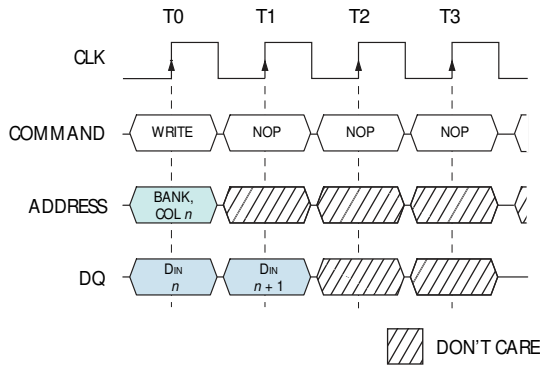 T0 T1 T2 T3
CLK
COMMAND WRITE NOP NOP NOP
ADDRESS BANK,
COL n
DQ DIN
n
DIN
n + 1
DON'T CARE